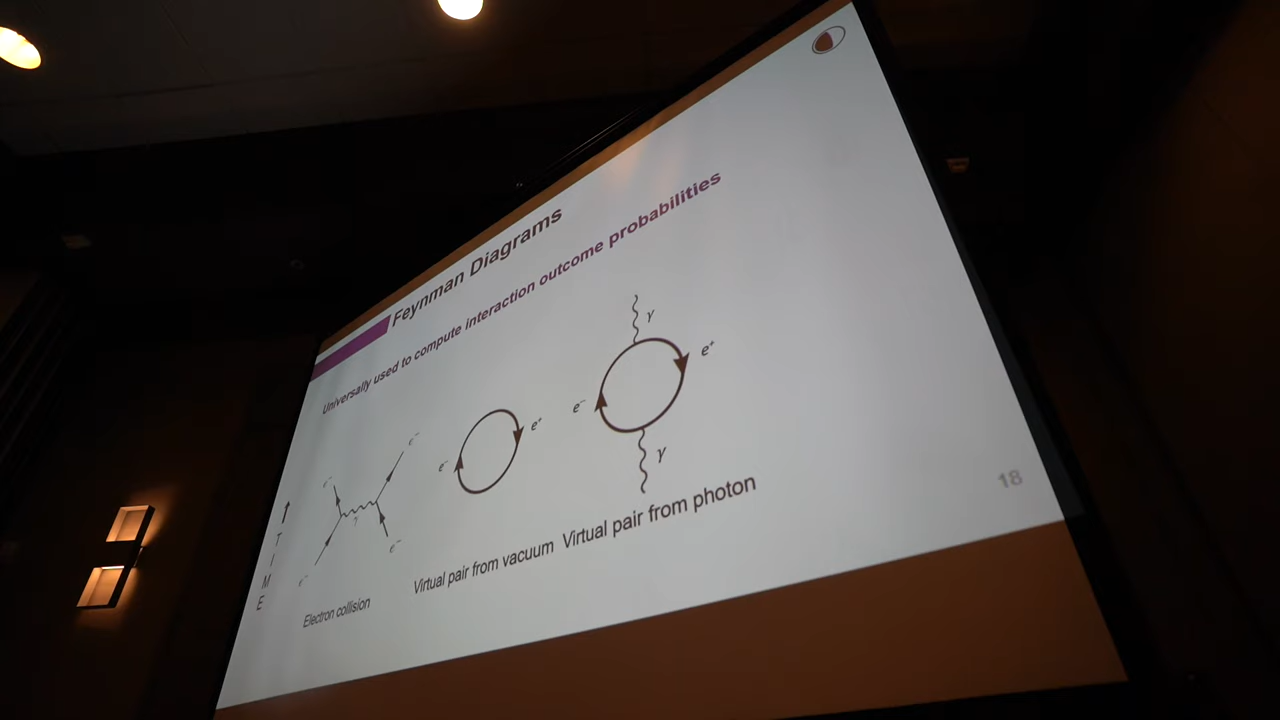 Feynman Diagrams
Universally used to compute interaction outcome probabilities
TIME
e⁻
e⁻
γ
e⁻
e⁻
Electron collision
e⁻
e⁺
Virtual pair from vacuum
γ
e⁻
e⁺
γ
Virtual pair from photon
18